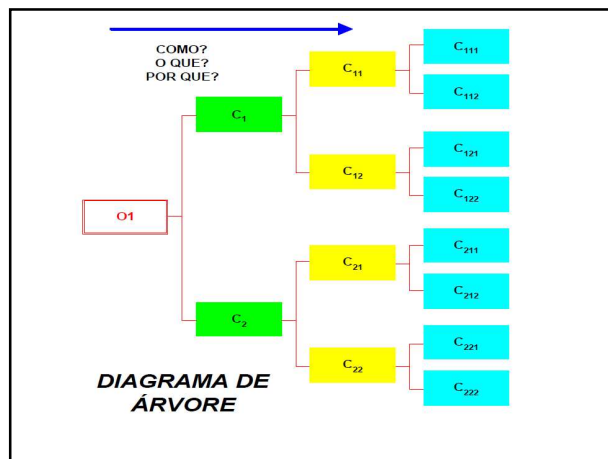 COMO?
O QUE?
POR QUE?
C111
C11
C112
C1
C121
C12
C122
O1
C211
C21
C212
C2
C221
C22
C222
DIAGRAMA DE
ÁRVORE